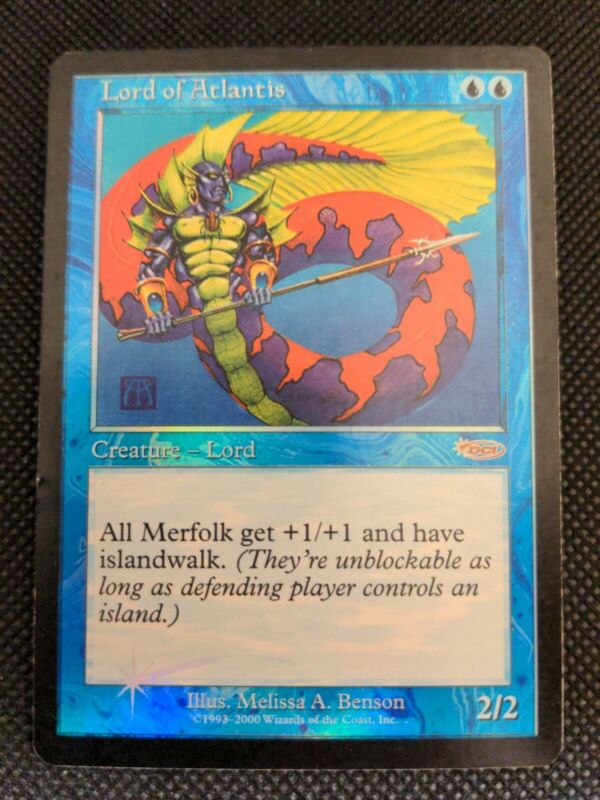 Lord of Atlantis
Creature – Lord
DCI
All Merfolk get +1/+1 and have
islandwalk. (They're unblockable as
long as defending player controls an
island.)
Illus. Melissa A. Benson
©1993–2000 Wizards of the Coast, Inc.
2/2